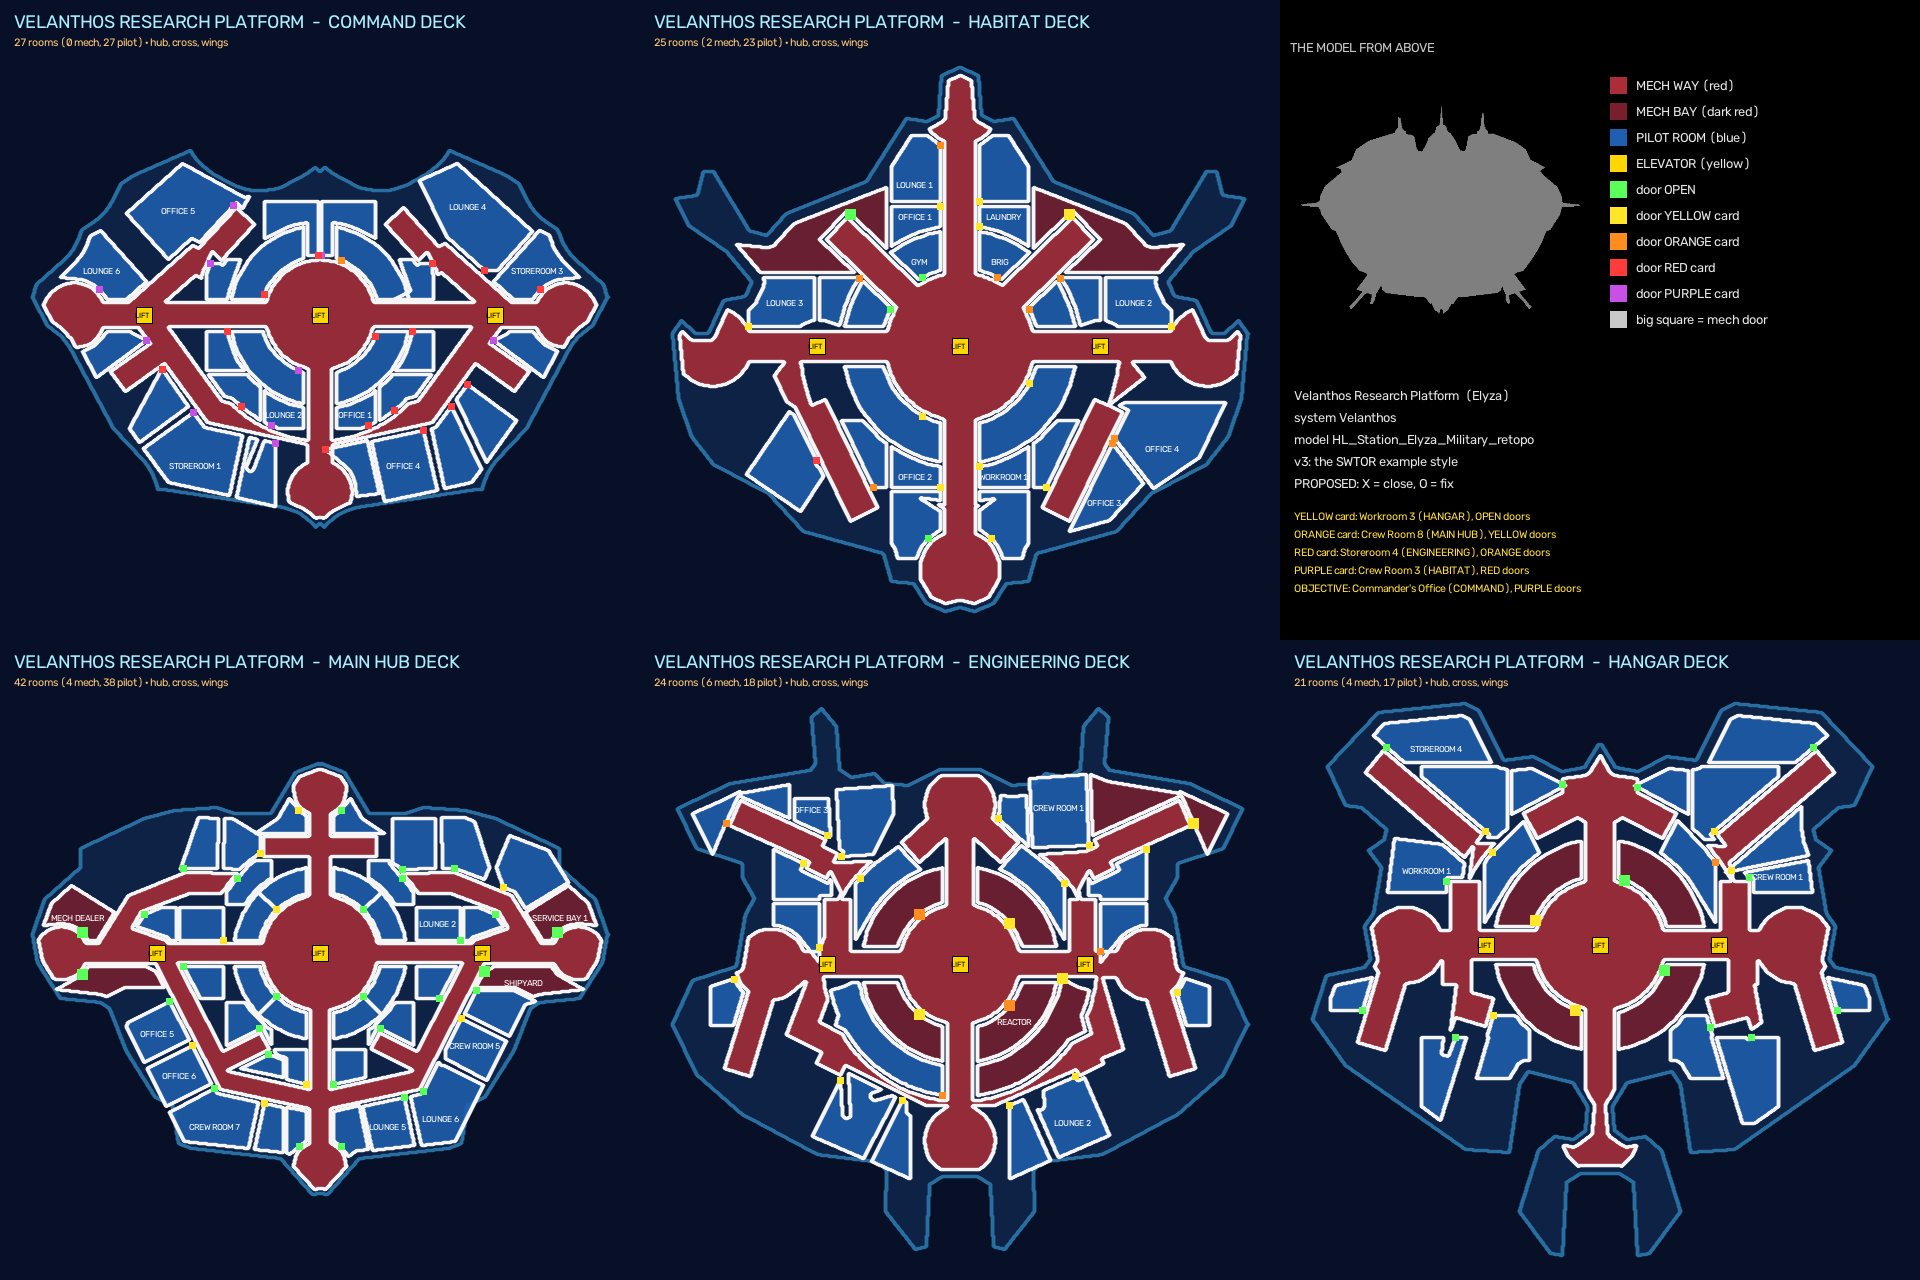 VELANTHOS RESEARCH PLATFORM - COMMAND DECK
27 rooms (0 mech, 27 pilot) • hub, cross, wings
OFFICE 5
LOUNGE 4
LOUNGE 6
STOREROOM 3
LIFT
LIFT
LIFT
LOUNGE 2
OFFICE 1
STOREROOM 1
OFFICE 4
VELANTHOS RESEARCH PLATFORM - HABITAT DECK
25 rooms (2 mech, 23 pilot) • hub, cross, wings
LOUNGE 1
OFFICE 1
LAUNDRY
GYM
BRIG
LOUNGE 3
LOUNGE 2
LIFT
LIFT
LIFT
OFFICE 4
OFFICE 2
WORKROOM 1
OFFICE 3
THE MODEL FROM ABOVE
MECH WAY (red)
MECH BAY (dark red)
PILOT ROOM (blue)
ELEVATOR (yellow)
door OPEN
door YELLOW card
door ORANGE card
door RED card
door PURPLE card
big square = mech door
Velanthos Research Platform (Elyza)
system Velanthos
model HL_Station_Elyza_Military_retopo
v3: the SWTOR example style
PROPOSED: X = close, O = fix
YELLOW card: Workroom 3 (HANGAR), OPEN doors
ORANGE card: Crew Room 8 (MAIN HUB), YELLOW doors
RED card: Storeroom 4 (ENGINEERING), ORANGE doors
PURPLE card: Crew Room 3 (HABITAT), RED doors
OBJECTIVE: Commander's Office (COMMAND), PURPLE doors
VELANTHOS RESEARCH PLATFORM - MAIN HUB DECK
42 rooms (4 mech, 38 pilot) • hub, cross, wings
MECH DEALER
LOUNGE 2
SERVICE BAY 1
LIFT
LIFT
LIFT
SHIPYARD
OFFICE 5
CREW ROOM 5
OFFICE 6
CREW ROOM 7
LOUNGE 5
LOUNGE 6
VELANTHOS RESEARCH PLATFORM - ENGINEERING DECK
24 rooms (6 mech, 18 pilot) • hub, cross, wings
OFFICE 3
CREW ROOM 1
LIFT
LIFT
LIFT
REACTOR
LOUNGE 2
VELANTHOS RESEARCH PLATFORM - HANGAR DECK
21 rooms (4 mech, 17 pilot) • hub, cross, wings
STOREROOM 4
WORKROOM 1
CREW ROOM 1
LIFT
LIFT
LIFT